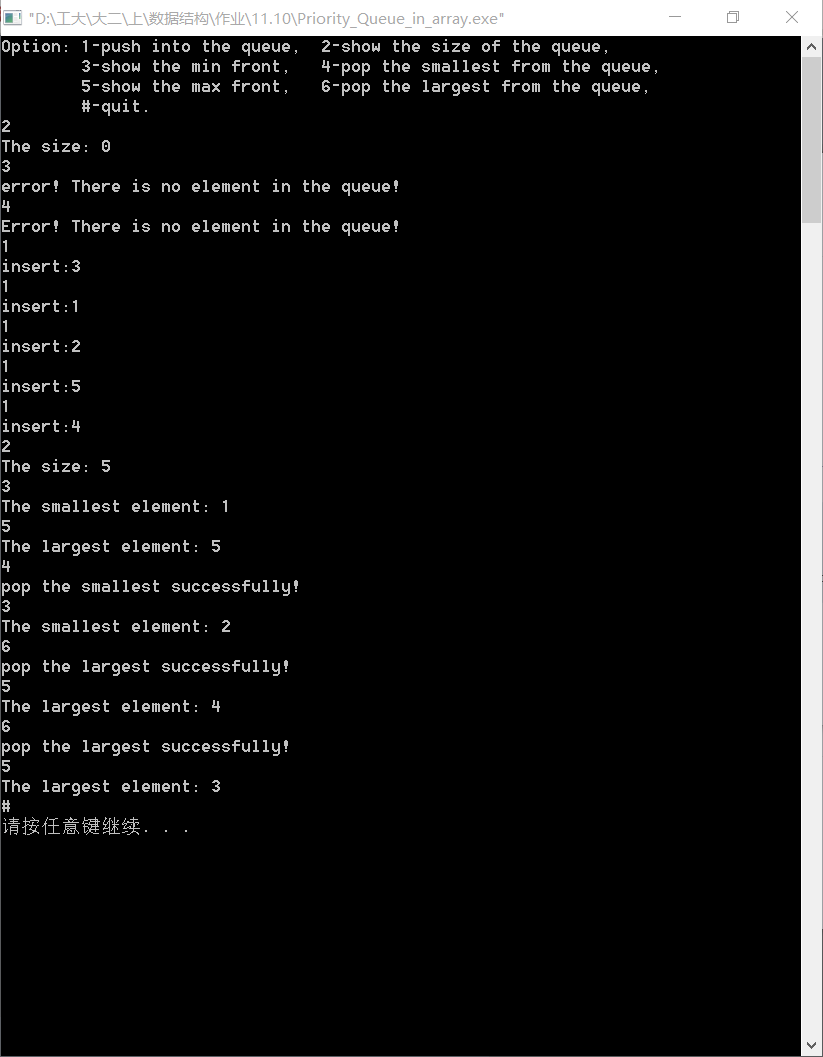 "D:\工大\大二\上\数据结构\作业\11.10\Priority_Queue_in_array.exe"
Option: 1-push into the queue,  2-show the size of the queue,
        3-show the min front,   4-pop the smallest from the queue,
        5-show the max front,   6-pop the largest from the queue,
        #-quit.
2
The size: 0
3
error! There is no element in the queue!
4
Error! There is no element in the queue!
1
insert:3
1
insert:1
1
insert:2
1
insert:5
1
insert:4
2
The size: 5
3
The smallest element: 1
5
The largest element: 5
4
pop the smallest successfully!
3
The smallest element: 2
6
pop the largest successfully!
5
The largest element: 4
6
pop the largest successfully!
5
The largest element: 3
#
请按任意键继续. . .